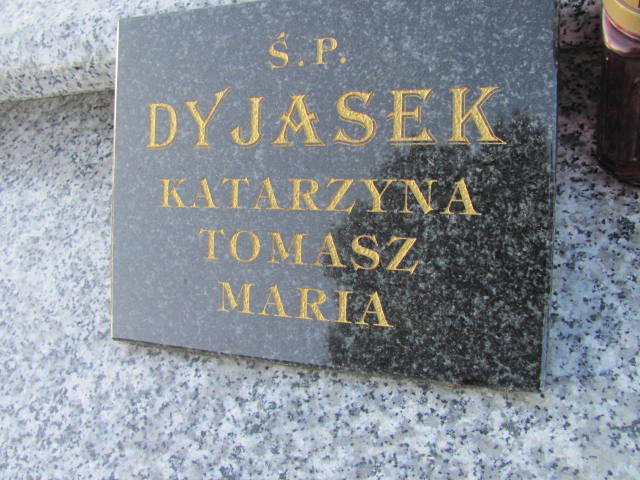 Ś.P.
DYJASEK
KATARZYNA
TOMASZ
MARIA